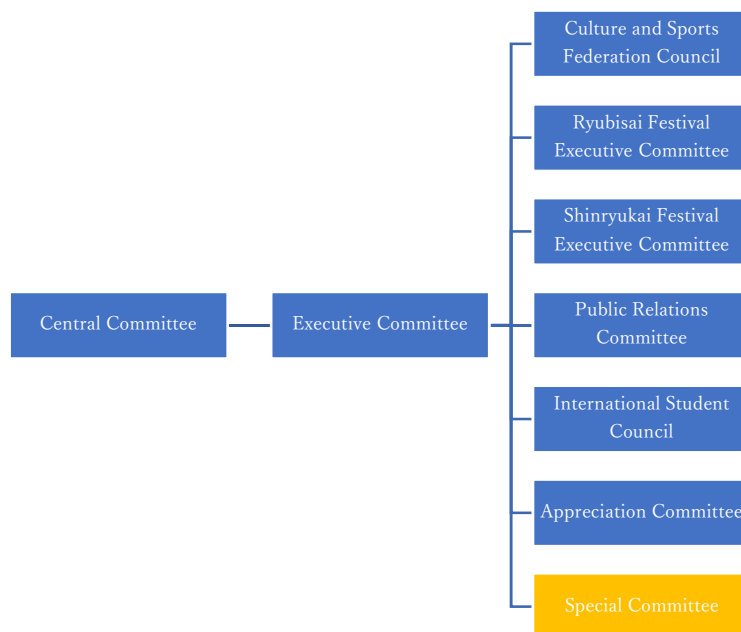 Culture and Sports
Federation Council
Ryubisai Festival
Executive Committee
Shinryukai Festival
Executive Committee
Central Committee
Executive Committee
Public Relations
Committee
International Student
Council
Appreciation Committee
Special Committee